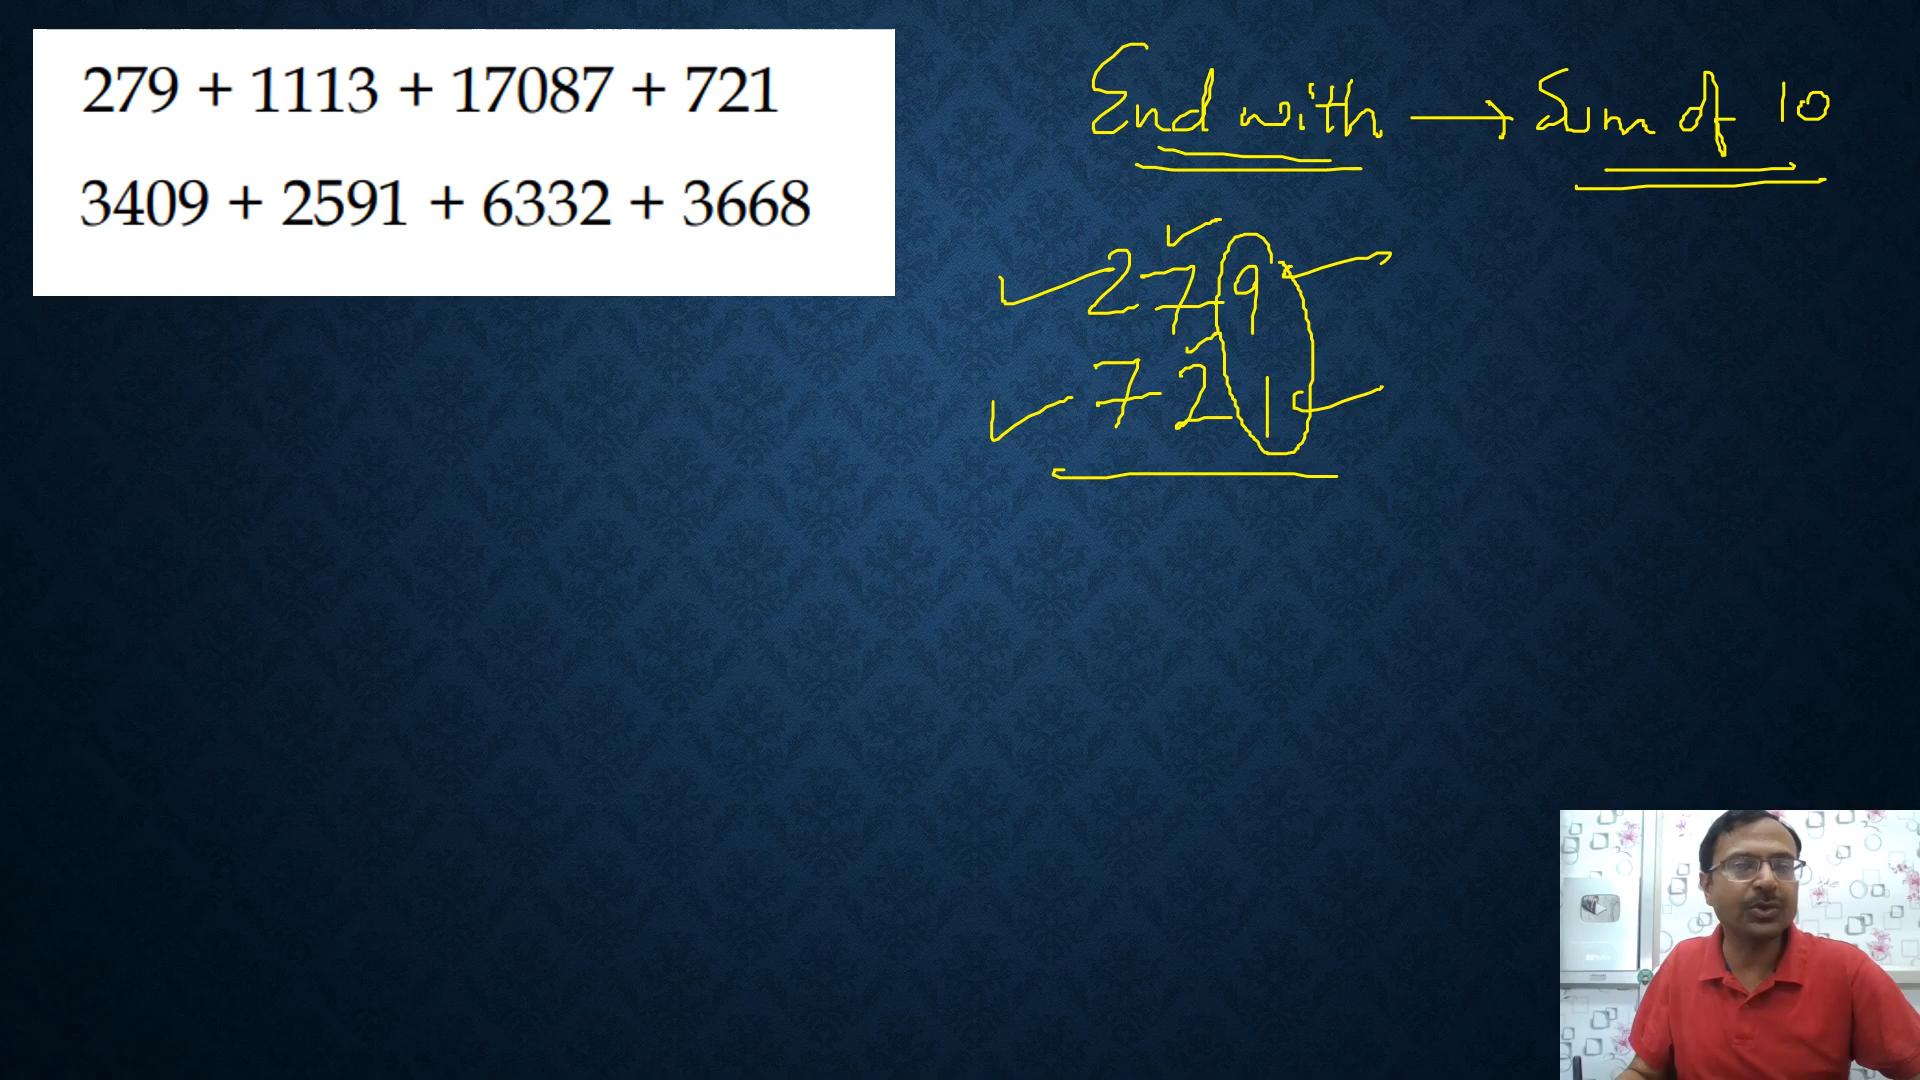 279 + 1113 + 17087 + 721
3409 + 2591 + 6332 + 3668
End with → Sum of 10
279
721